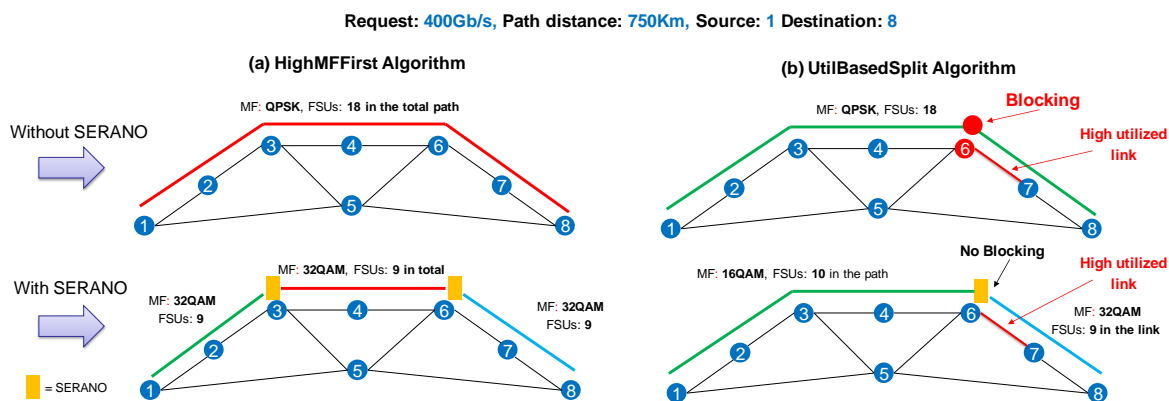 Request: 400Gb/s, Path distance: 750Km, Source: 1 Destination: 8
(a) HighMFFirst Algorithm
MF: QPSK, FSUs: 18 in the total path
Without SERANO
3 4 6
2 7
5
1 8
(b) UtilBasedSplit Algorithm
MF: QPSK, FSUs: 18
Blocking
High utilized
link
3 4 6
2 7
5
1 8
With SERANO
MF: 32QAM, FSUs: 9 in total
MF: 32QAM
FSUs: 9
MF: 32QAM
FSUs: 9
3 4 6
2 7
5
1 8
= SERANO
No Blocking
MF: 16QAM, FSUs: 10 in the path
High utilized
link
MF: 32QAM
FSUs: 9 in the link
3 4 6
2 7
5
1 8